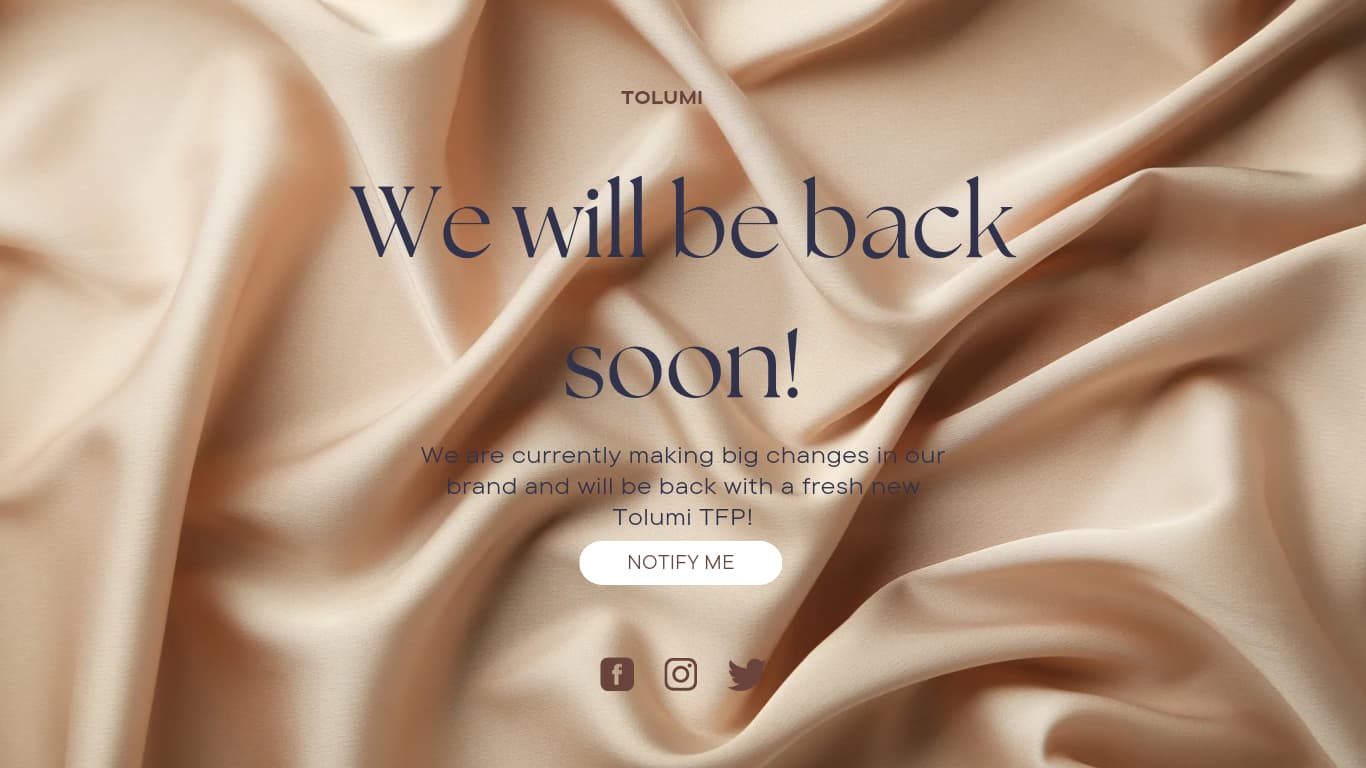 TOLUMI
We will be back
soon!
We are currently making big changes in our
brand and will be back with a fresh new
Tolumi TFP!
NOTIFY ME